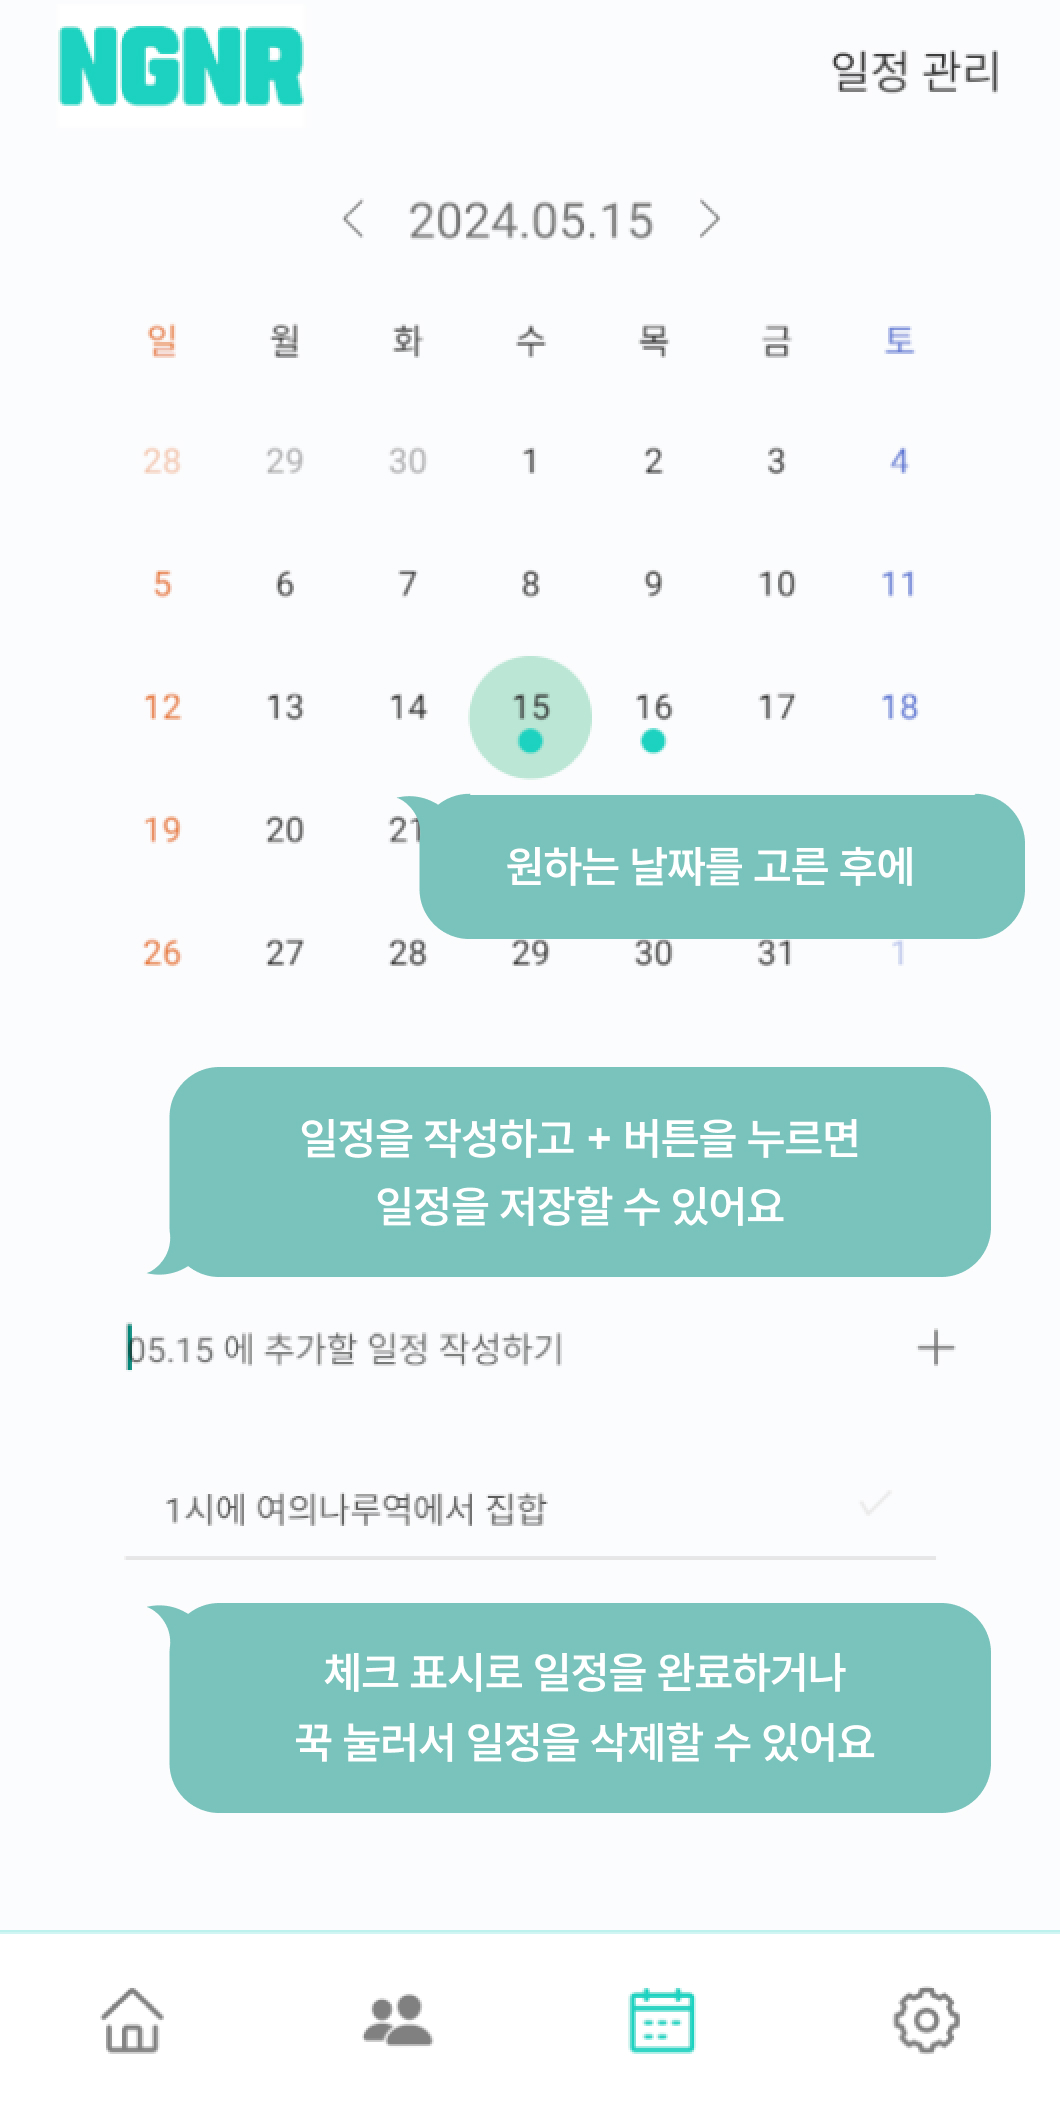 NGNR
일정 관리
2024.05.15
일 월 화 수 목 금 토
28 29 30 1 2 3 4
5 6 7 8 9 10 11
12 13 14 15 16 17 18
19 20 21
원하는 날짜를 고른 후에
26 27 28 29 30 31 1
일정을 작성하고 + 버튼을 누르면
일정을 저장할 수 있어요
05.15 에 추가할 일정 작성하기
1시에 여의나루역에서 집합
체크 표시로 일정을 완료하거나
꾹 눌러서 일정을 삭제할 수 있어요